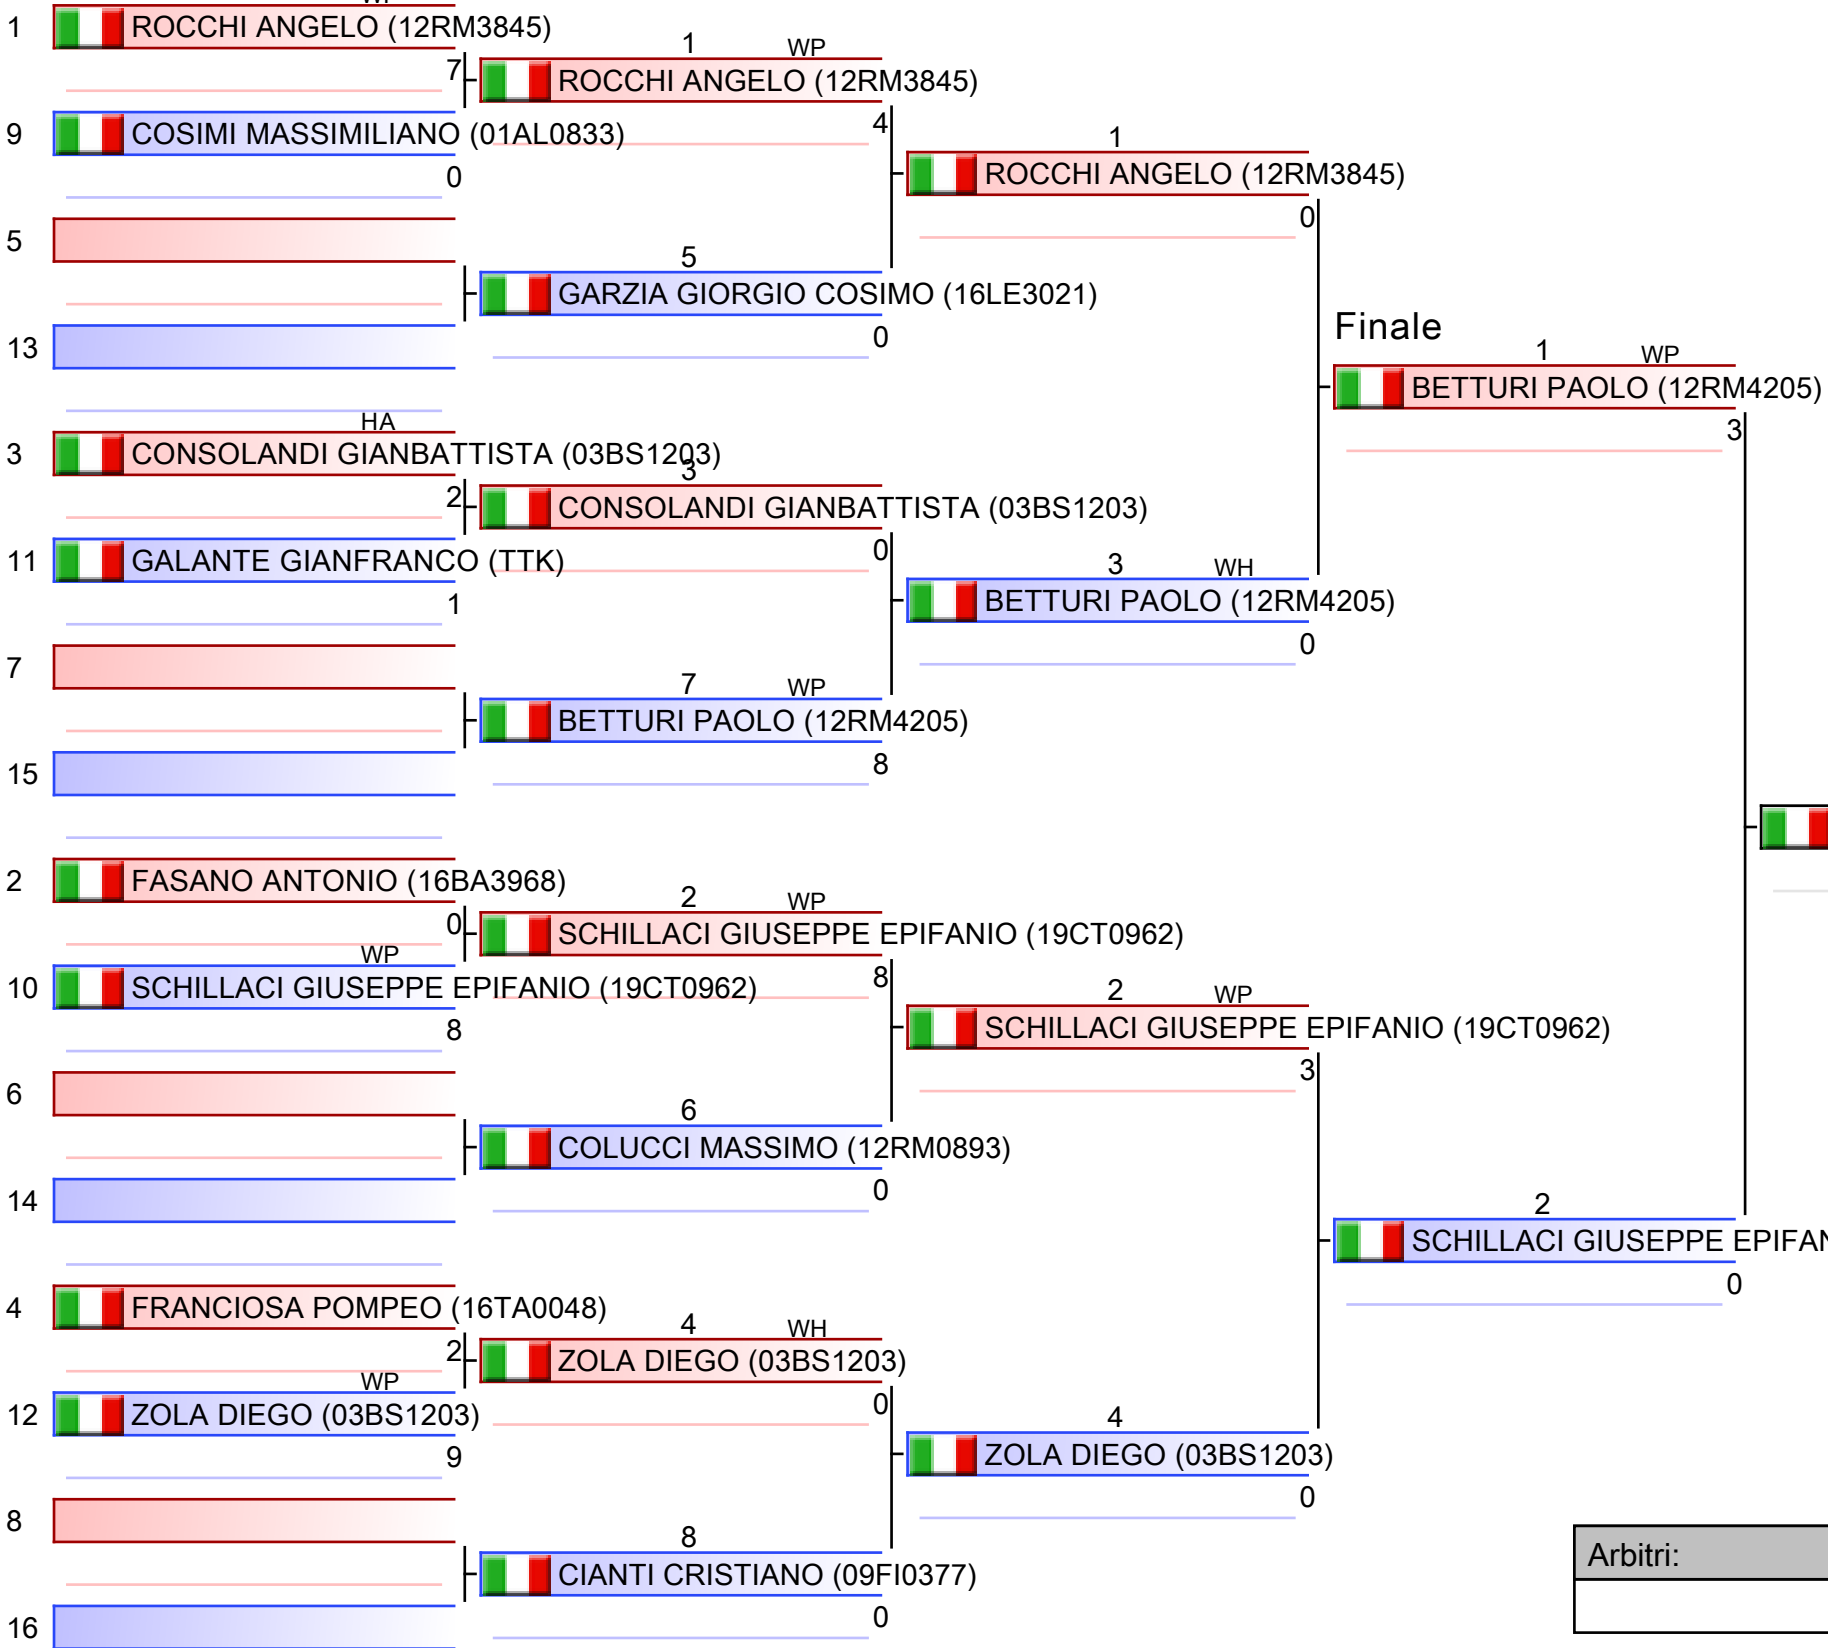 1 ROCCHI ANGELO (12RM3845)
7
9 COSIMI MASSIMILIANO (01AL0833)
0
5
13
HA
3 CONSOLANDI GIANBATTISTA (03BS1203)
2
11 GALANTE GIANFRANCO (TTK)
1
7
15
2 FASANO ANTONIO (16BA3968)
0
WP
10 SCHILLACI GIUSEPPE EPIFANIO (19CT0962)
8
6
14
4 FRANCIOSA POMPEO (16TA0048)
2
WP
12 ZOLA DIEGO (03BS1203)
9
8
16
1 WP
ROCCHI ANGELO (12RM3845)
4
5
GARZIA GIORGIO COSIMO (16LE3021)
0
3
CONSOLANDI GIANBATTISTA (03BS1203)
0
7 WP
BETTURI PAOLO (12RM4205)
8
2 WP
SCHILLACI GIUSEPPE EPIFANIO (19CT0962)
8
6
COLUCCI MASSIMO (12RM0893)
0
4 WH
ZOLA DIEGO (03BS1203)
0
8
CIANTI CRISTIANO (09FI0377)
0
1
ROCCHI ANGELO (12RM3845)
0
3 WH
BETTURI PAOLO (12RM4205)
0
2 WP
SCHILLACI GIUSEPPE EPIFANIO (19CT0962)
3
4
ZOLA DIEGO (03BS1203)
0
Finale
1 WP
BETTURI PAOLO (12RM4205)
3
2
SCHILLACI GIUSEPPE
0
Arbitri: